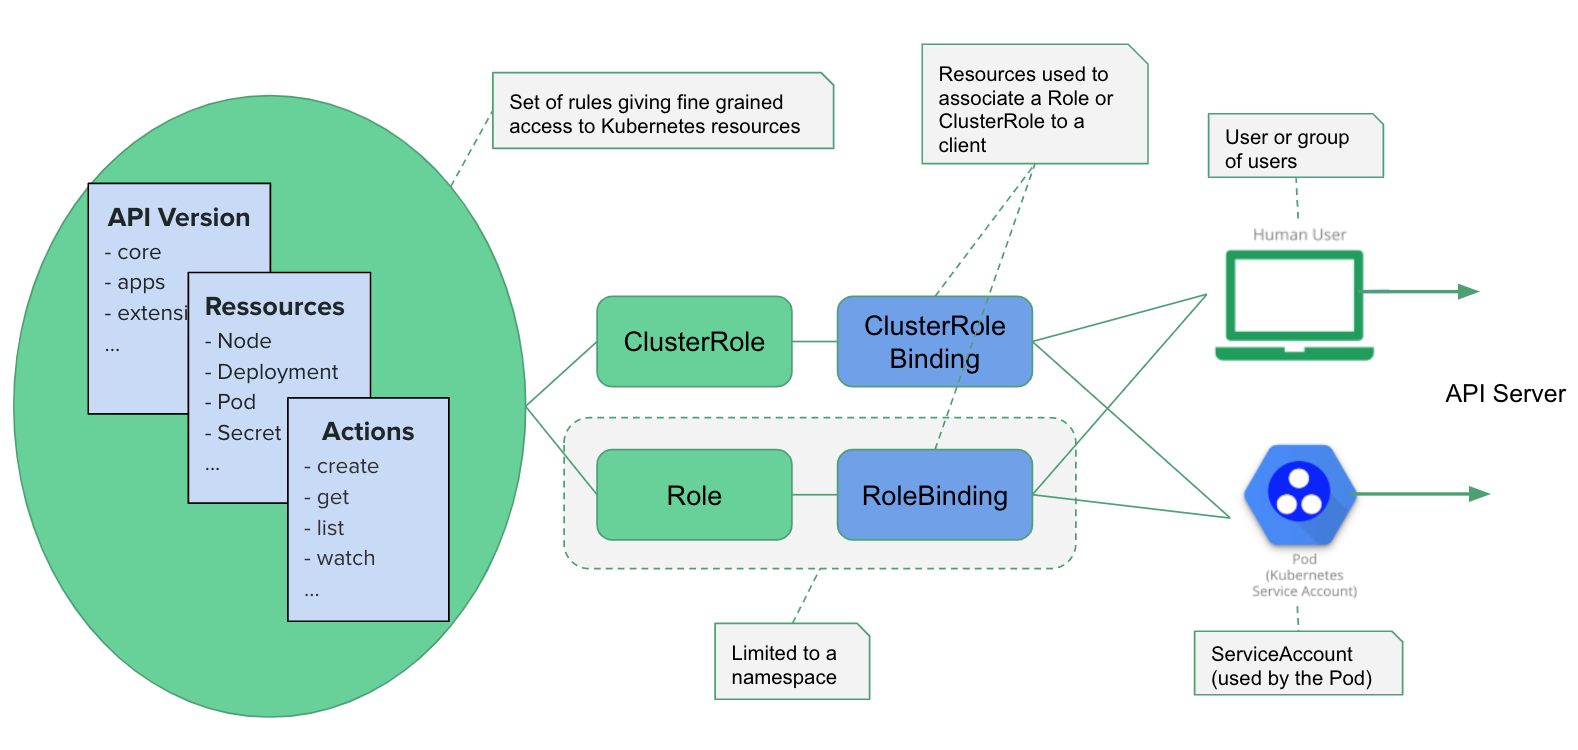 Set of rules giving fine grained
access to Kubernetes resources
Resources used to
associate a Role or
ClusterRole to a
client
User or group
of users
API Version
- core
- apps
- extensi
...
Ressources
- Node
- Deployment
- Pod
- Secret
...
Actions
- create
- get
- list
- watch
...
ClusterRole
ClusterRole
Binding
Role
RoleBinding
Limited to a
namespace
Human User
API Server
Pod
(Kubernetes
Service Account)
ServiceAccount
(used by the Pod)